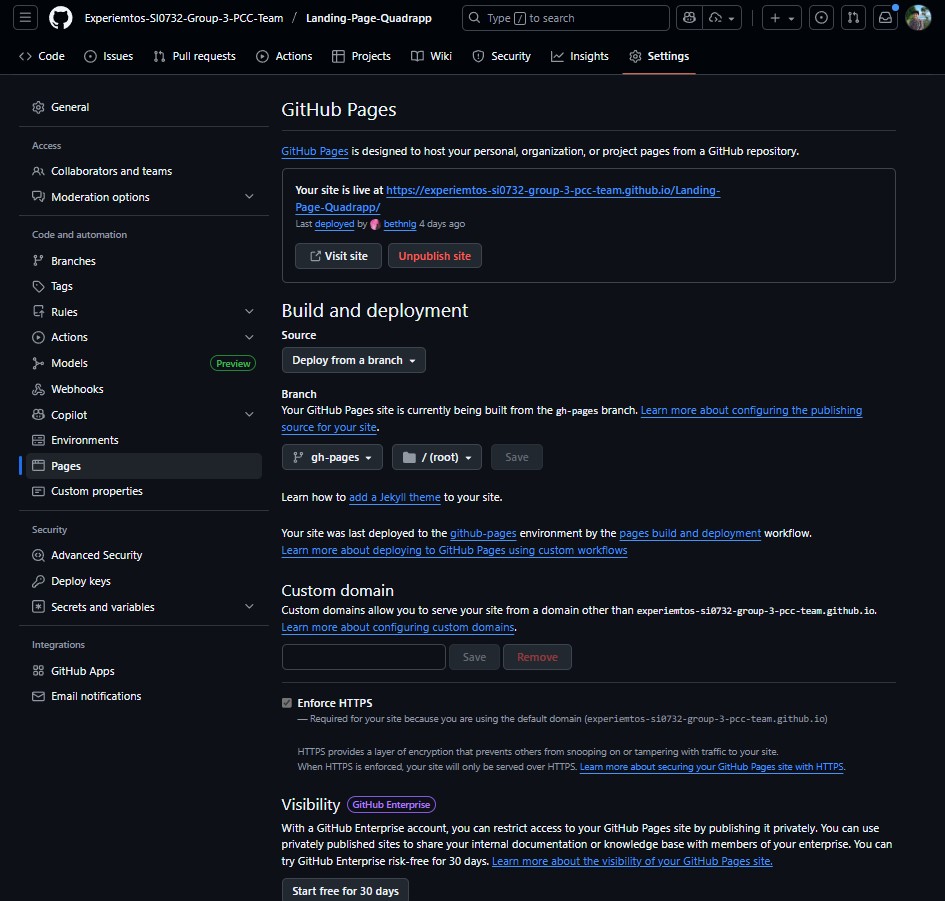 Experiemtos-SI0732-Group-3-PCC-Team / Landing-Page-Quadrapp
Type / to search
Code
Issues
Pull requests
Actions
Projects
Wiki
Security
Insights
Settings
General
Access
Collaborators and teams
Moderation options
Code and automation
Branches
Tags
Rules
Actions
Models
Preview
Webhooks
Copilot
Environments
Pages
Custom properties
Security
Advanced Security
Deploy keys
Secrets and variables
Integrations
GitHub Apps
Email notifications
GitHub Pages
GitHub Pages is designed to host your personal, organization, or project pages from a GitHub repository.
Your site is live at https://experiemtos-si0732-group-3-pcc-team.github.io/Landing-
Page-Quadrapp/
Last deployed by bethnlg 4 days ago
Visit site
Unpublish site
Build and deployment
Source
Deploy from a branch
Branch
Your GitHub Pages site is currently being built from the gh-pages branch. Learn more about configuring the publishing
source for your site.
gh-pages
/ (root)
Save
Learn how to add a Jekyll theme to your site.
Your site was last deployed to the github-pages environment by the pages build and deployment workflow.
Learn more about deploying to GitHub Pages using custom workflows
Custom domain
Custom domains allow you to serve your site from a domain other than experiemtos-si0732-group-3-pcc-team.github.io.
Learn more about configuring custom domains.
Save
Remove
Enforce HTTPS
— Required for your site because you are using the default domain (experiemtos-si0732-group-3-pcc-team.github.io)
HTTPS provides a layer of encryption that prevents others from snooping on or tampering with traffic to your site.
When HTTPS is enforced, your site will only be served over HTTPS. Learn more about securing your GitHub Pages site with HTTPS.
Visibility
GitHub Enterprise
With a GitHub Enterprise account, you can restrict access to your GitHub Pages site by publishing it privately. You can use
privately published sites to share your internal documentation or knowledge base with members of your enterprise. You can
try GitHub Enterprise risk-free for 30 days. Learn more about the visibility of your GitHub Pages site.
Start free for 30 days